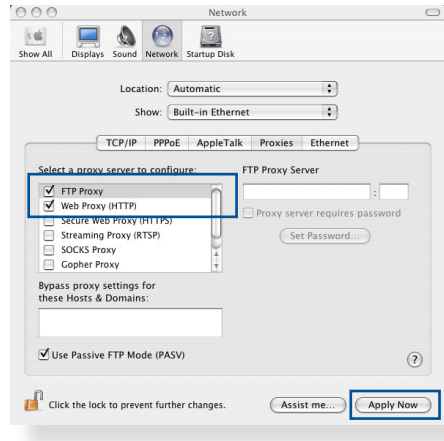 Network
Show All Displays Sound Network Startup Disk
Location: Automatic
Show: Built-in Ethernet
TCP/IP PPPoE AppleTalk Proxies Ethernet
Select a proxy server to configure: FTP Proxy Server
FTP Proxy
:
Web Proxy (HTTP)
Secure Web Proxy (HTTPS) Proxy server requires password
Streaming Proxy (RTSP) Set Password...
SOCKS Proxy
Gopher Proxy
Bypass proxy settings for
these Hosts & Domains:
Use Passive FTP Mode (PASV) ?
Click the lock to prevent further changes. Assist me... Apply Now